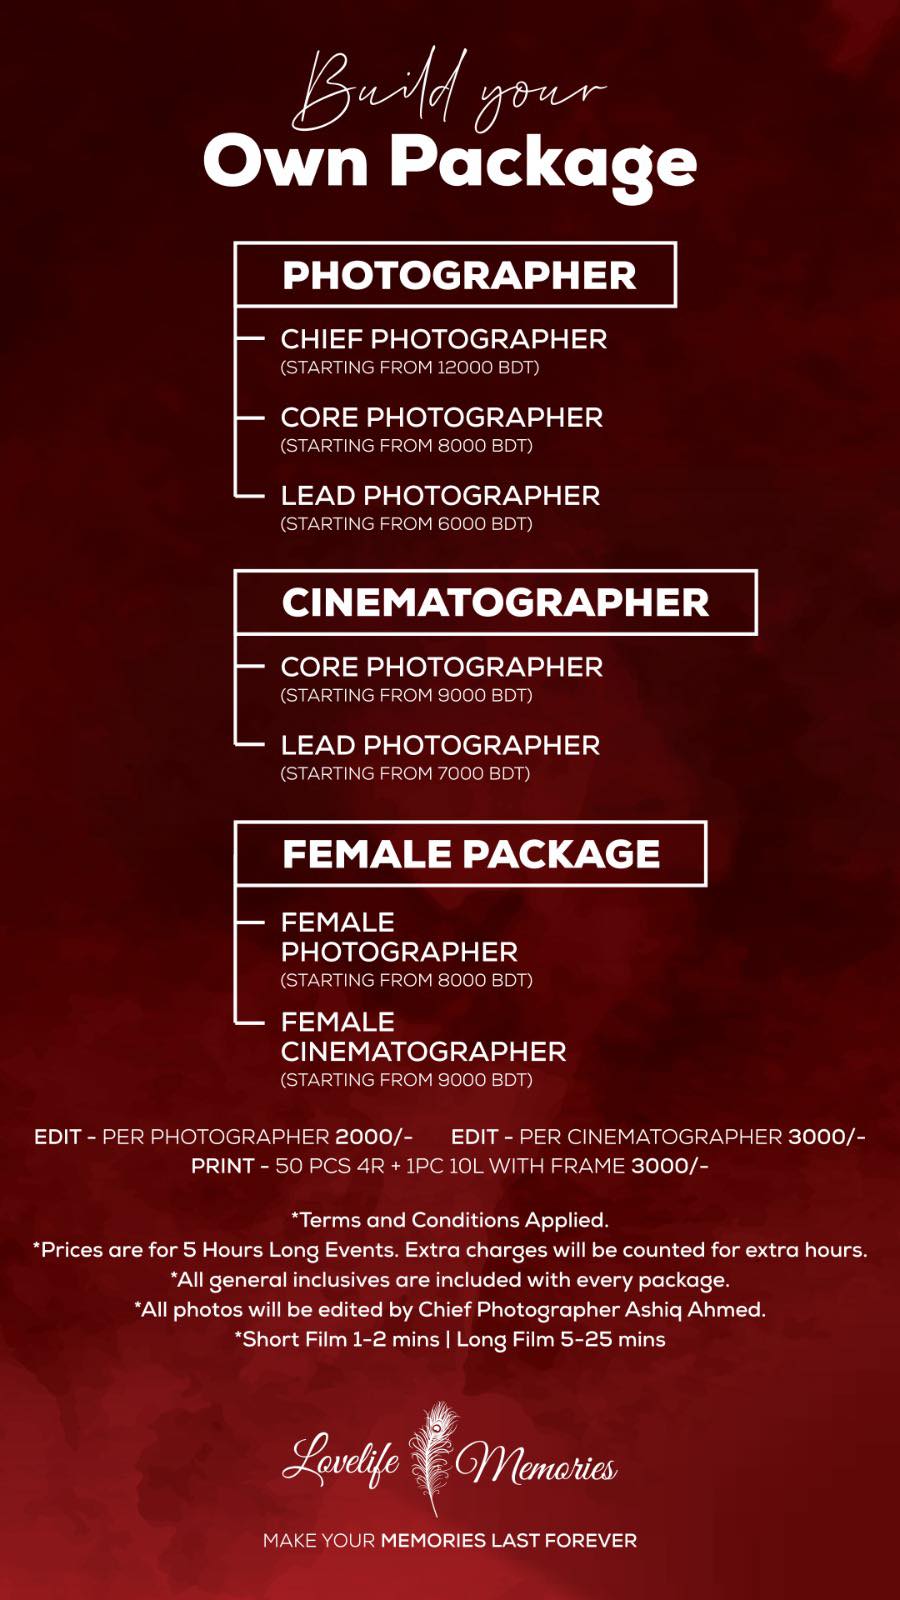 Build your
Own Package
PHOTOGRAPHER
CHIEF PHOTOGRAPHER
(STARTING FROM 12000 BDT)
CORE PHOTOGRAPHER
(STARTING FROM 8000 BDT)
LEAD PHOTOGRAPHER
(STARTING FROM 6000 BDT)
CINEMATOGRAPHER
CORE PHOTOGRAPHER
(STARTING FROM 9000 BDT)
LEAD PHOTOGRAPHER
(STARTING FROM 7000 BDT)
FEMALE PACKAGE
FEMALE
PHOTOGRAPHER
(STARTING FROM 8000 BDT)
FEMALE
CINEMATOGRAPHER
(STARTING FROM 9000 BDT)
EDIT - PER PHOTOGRAPHER 2000/- EDIT - PER CINEMATOGRAPHER 3000/-
PRINT - 50 PCS 4R + 1PC 10L WITH FRAME 3000/-
*Terms and Conditions Applied.
*Prices are for 5 Hours Long Events. Extra charges will be counted for extra hours.
*All general inclusives are included with every package.
*All photos will be edited by Chief Photographer Ashiq Ahmed.
*Short Film 1-2 mins | Long Film 5-25 mins
Lovelife Memories
MAKE YOUR MEMORIES LAST FOREVER